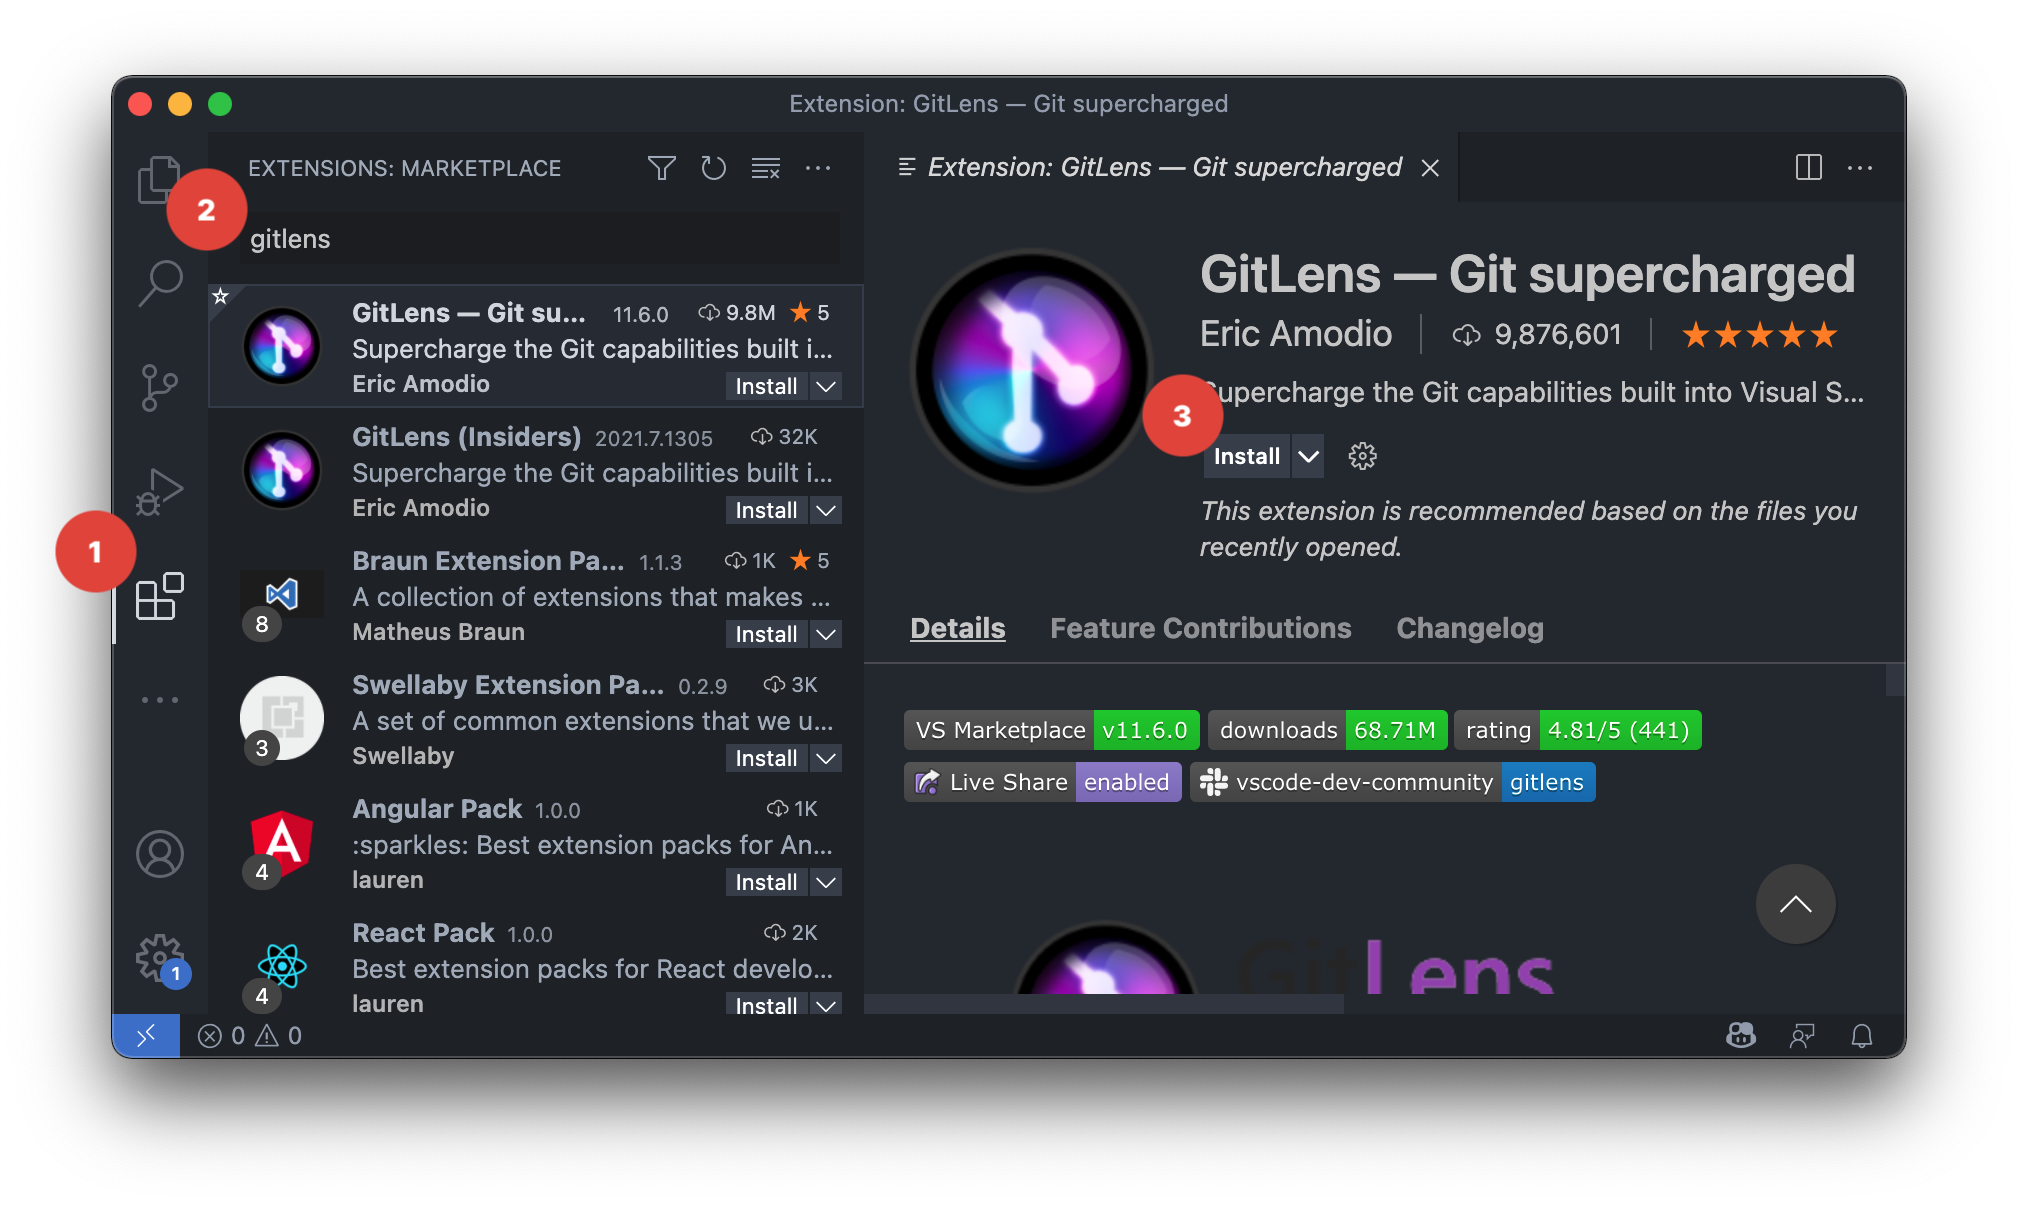 Extension: GitLens — Git supercharged
EXTENSIONS: MARKETPLACE
2
gitlens
GitLens — Git su... 11.6.0 9.8M 5
Supercharge the Git capabilities built i...
Eric Amodio Install
GitLens (Insiders) 2021.7.1305 32K
Supercharge the Git capabilities built i...
Eric Amodio Install
1
Braun Extension Pa... 1.1.3 1K 5
A collection of extensions that makes ...
8
Matheus Braun Install
Swellaby Extension Pa... 0.2.9 3K
A set of common extensions that we u...
3
Swellaby Install
Angular Pack 1.0.0 1K
:sparkles: Best extension packs for An...
4
lauren Install
React Pack 1.0.0 2K
Best extension packs for React develo...
4
lauren Install
1
0 0
Extension: GitLens — Git supercharged
GitLens — Git supercharged
Eric Amodio 9,876,601
Supercharge the Git capabilities built into Visual S...
3
Install
This extension is recommended based on the files you
recently opened.
Details Feature Contributions Changelog
VS Marketplace v11.6.0 downloads 68.71M rating 4.81/5 (441)
Live Share enabled vscode-dev-community gitlens
GitLens